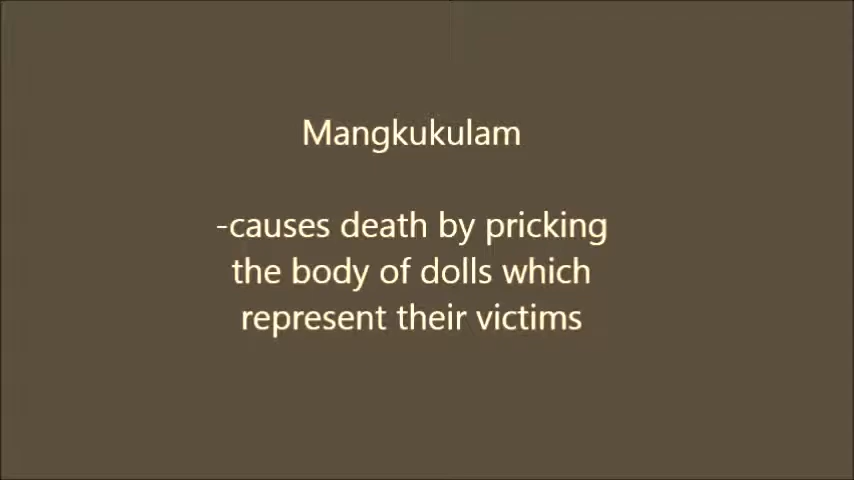 Mangkukulam
-causes death by pricking
the body of dolls which
represent their victims